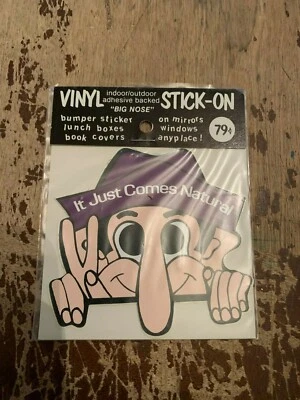 VINYL indoor/outdoor STICK-ON
adhesive backed
"BIG NOSE"
bumper sticker on mirrors
lunch boxes windows
book covers anyplace!
79¢
It Just Comes Natural